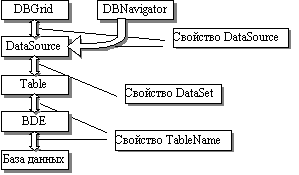 DBGrid
DBNavigator
DataSource
Свойство DataSource
Table
Свойство DataSet
BDE
Свойство TableName
База данных